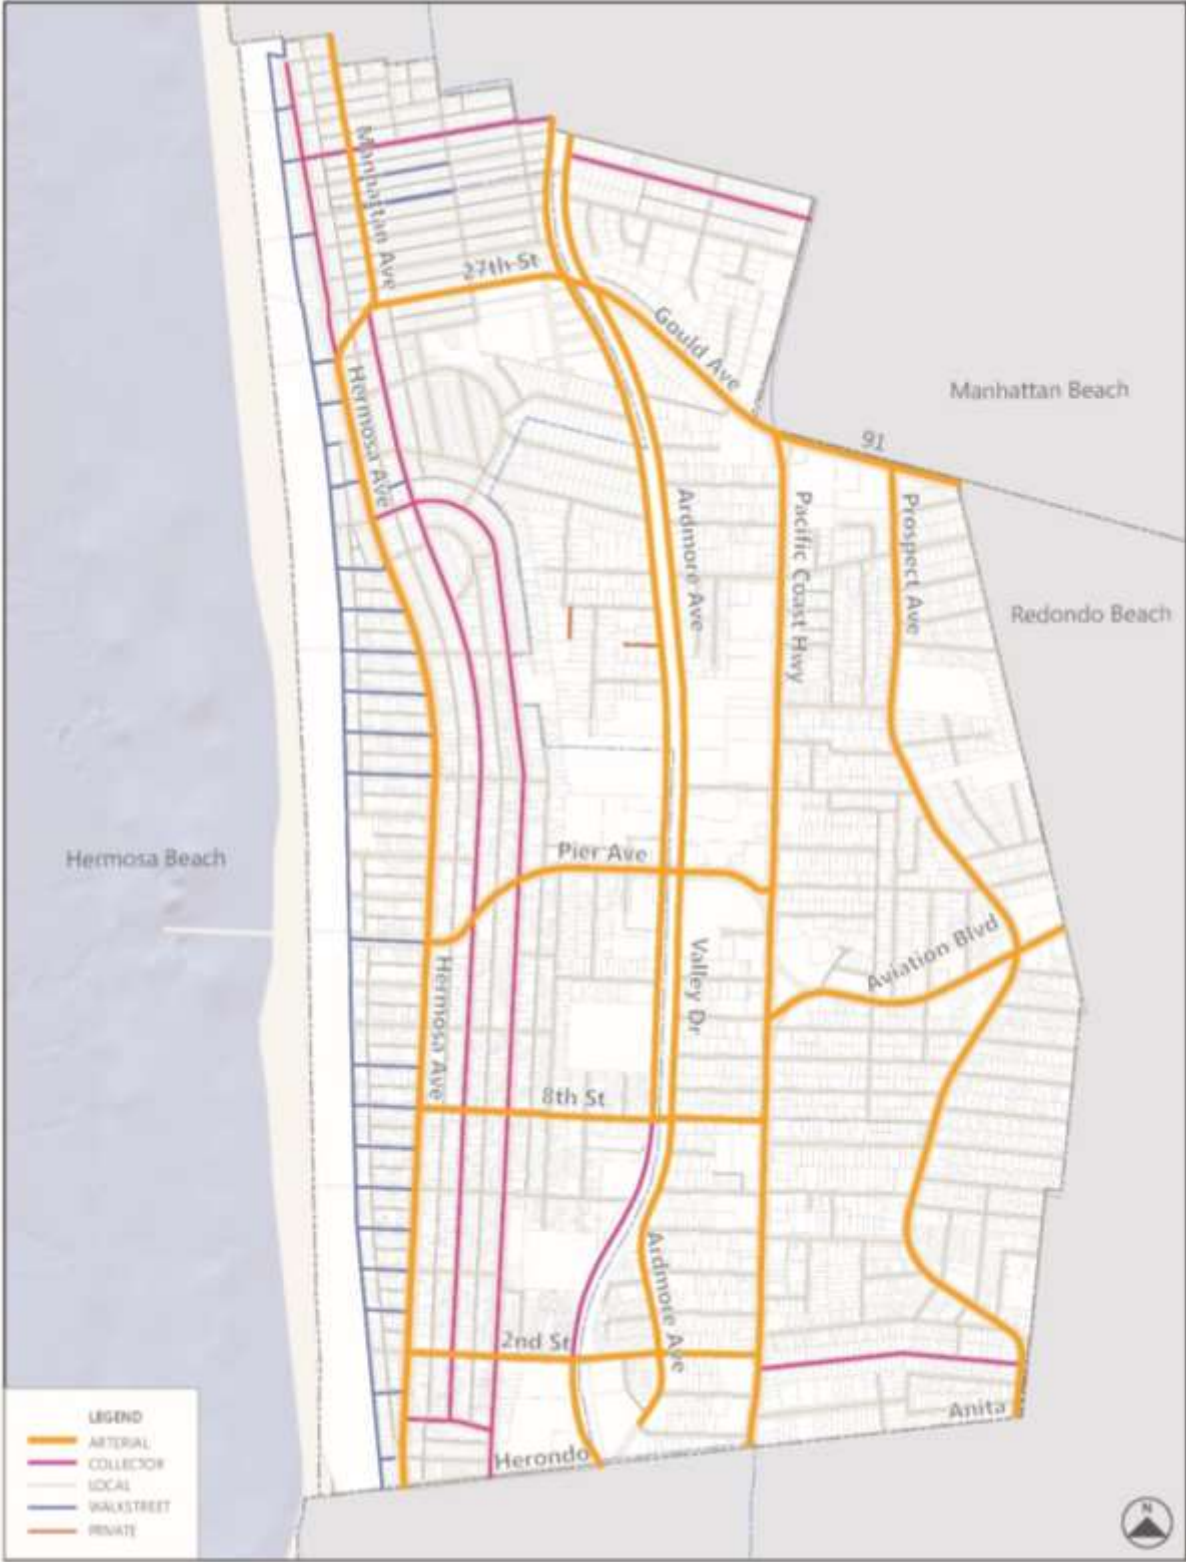 Manhattan Ave
27th St
Gould Ave
Manhattan Beach
91
Hermosa Ave
Ardmore Ave
Pacific Coast Hwy
Prospect Ave
Redondo Beach
Pier Ave
Hermosa Beach
Aviation Blvd
Valley Dr
Hermosa Ave
8th St
Ardmore Ave
2nd St
Anita
Herondo
LEGEND
ARTERIAL
COLLECTOR
LOCAL
WALKSTREET
PRIVATE
N